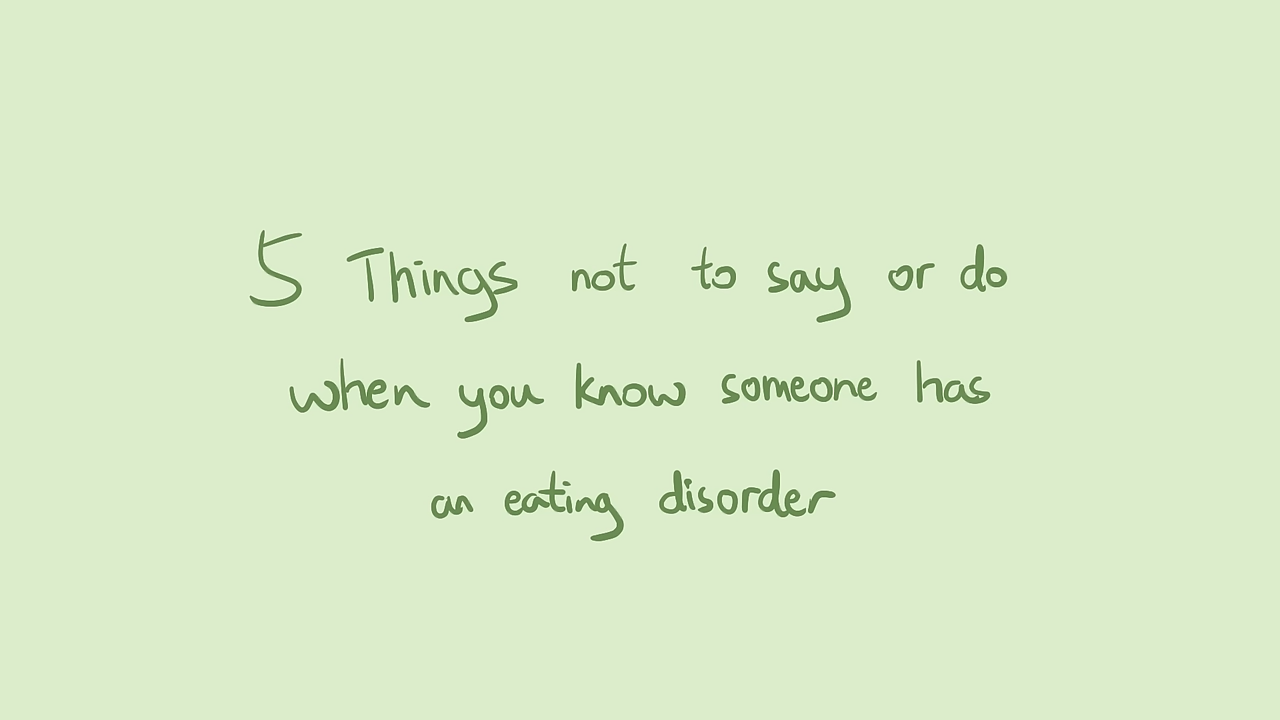 5 Things not to say or do
when you know someone has
an eating disorder